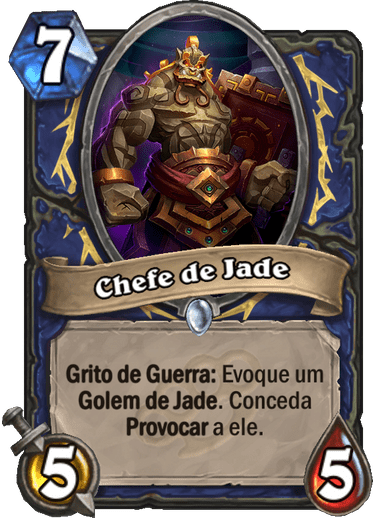 7
Chefe de Jade
Grito de Guerra: Evoque um
Golem de Jade. Conceda
Provocar a ele.
5
5